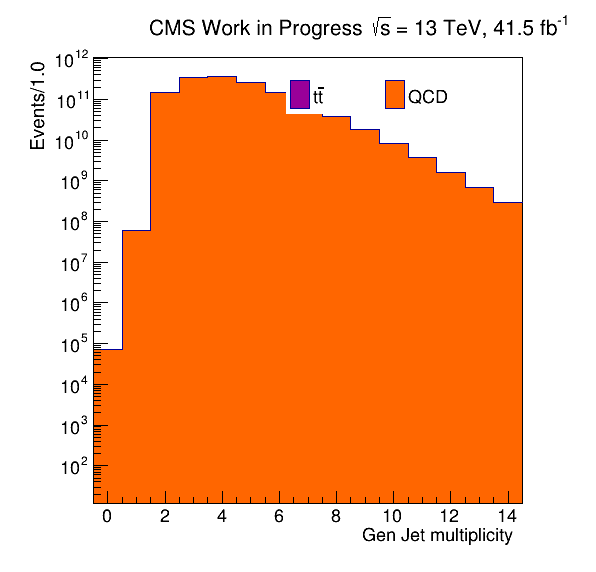 CMS Work in Progress √s = 13 TeV, 41.5 fb⁻¹
Events/1.0
10¹²
10¹¹
10¹⁰
10⁹
10⁸
10⁷
10⁶
10⁵
10⁴
10³
10²
tt̄ QCD
0 2 4 6 8 10 12 14
Gen Jet multiplicity